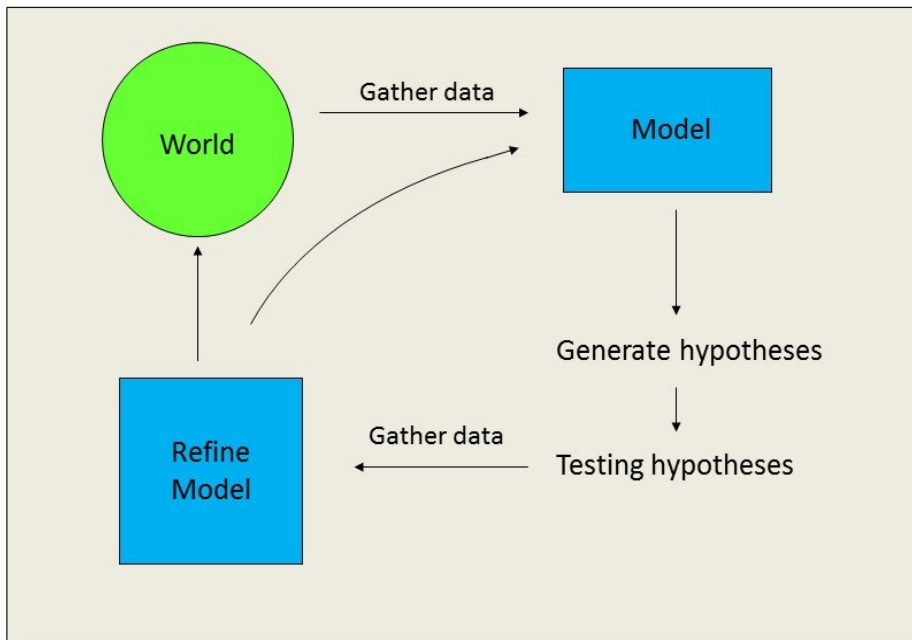 Gather data
World
Model
Generate hypotheses
Gather data
Refine
Model
Testing hypotheses